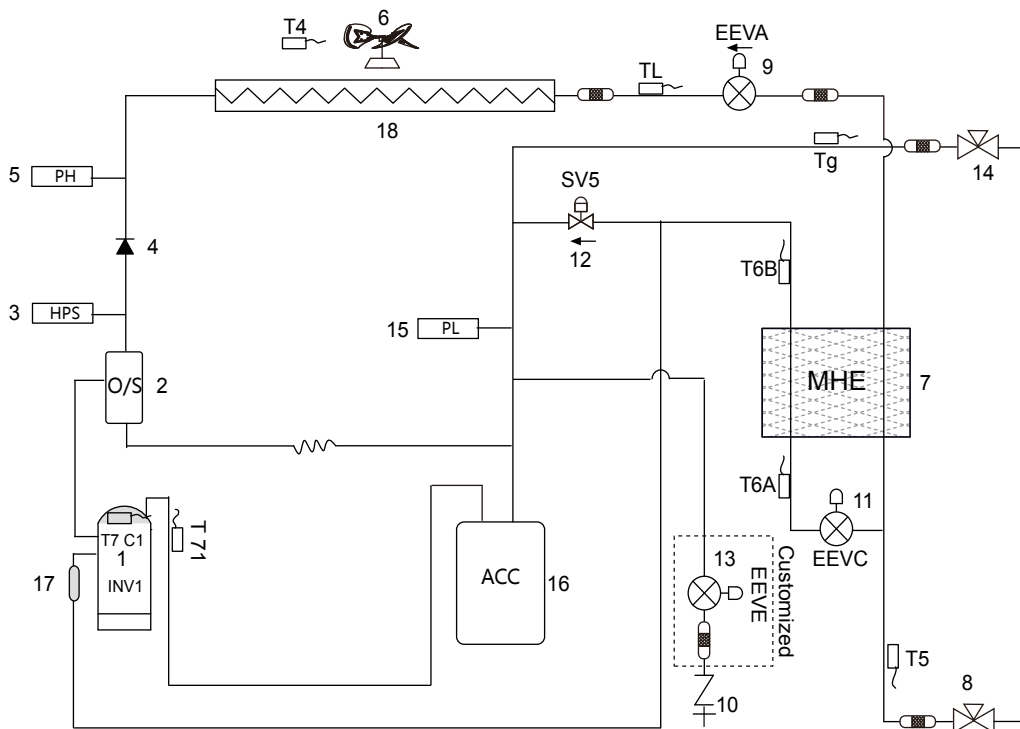 6
T4
EEVA
9
TL
18
Tg
14
5 PH
SV5
12
4
T6B
3 HPS
15 PL
MHE 7
O/S 2
T6A
11
EEVC
T7 C1
1
INV1
T 71
17
ACC 16
13
EEVE
Customized
T5
8
10